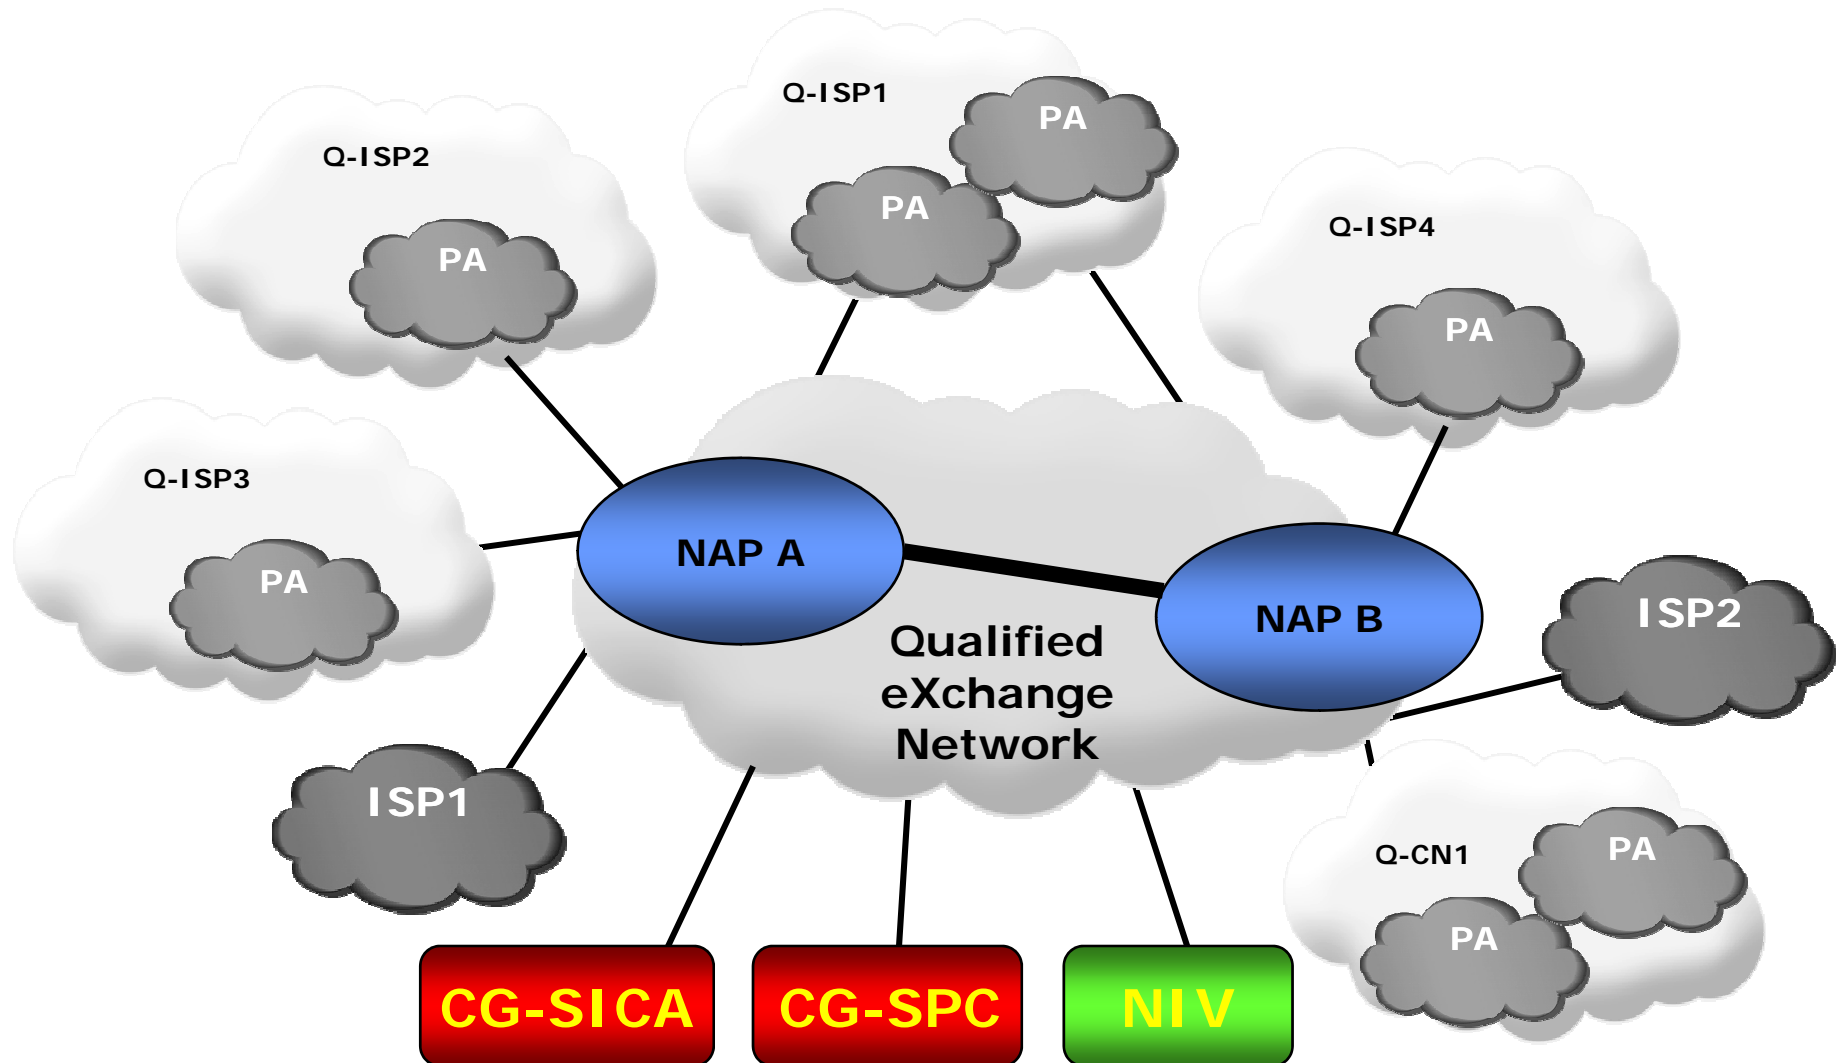 Q-ISP1
PA
PA
Q-ISP2
PA
Q-ISP4
PA
Q-ISP3
PA
NAP A
NAP B
Qualified
eXchange
Network
ISP2
ISP1
Q-CN1
PA
PA
CG-SICA
CG-SPC
NIV